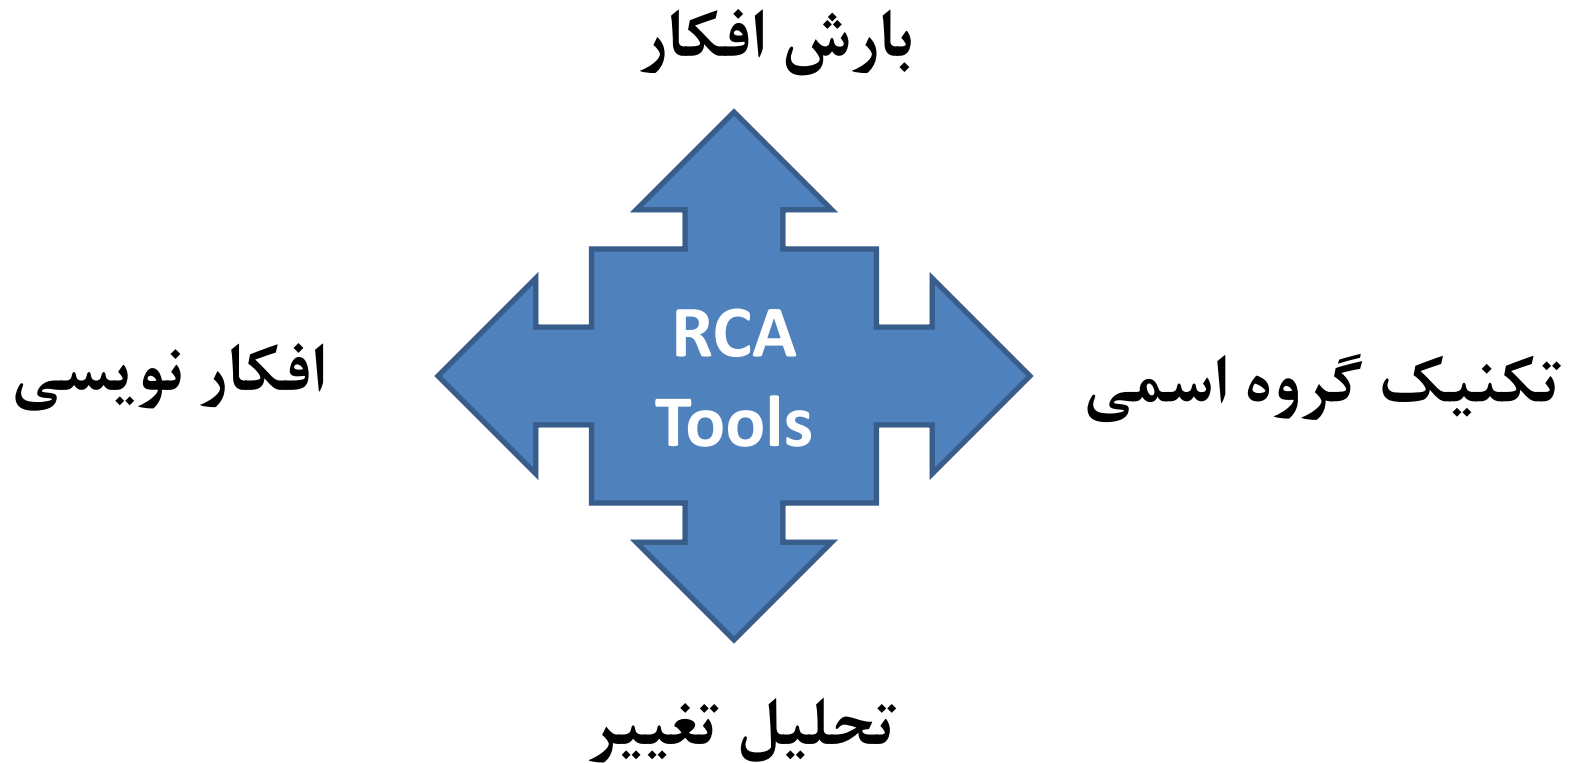 بارش افکار
RCA
Tools
تکنیک گروه اسمی
افکار نویسی
تحلیل تغییر